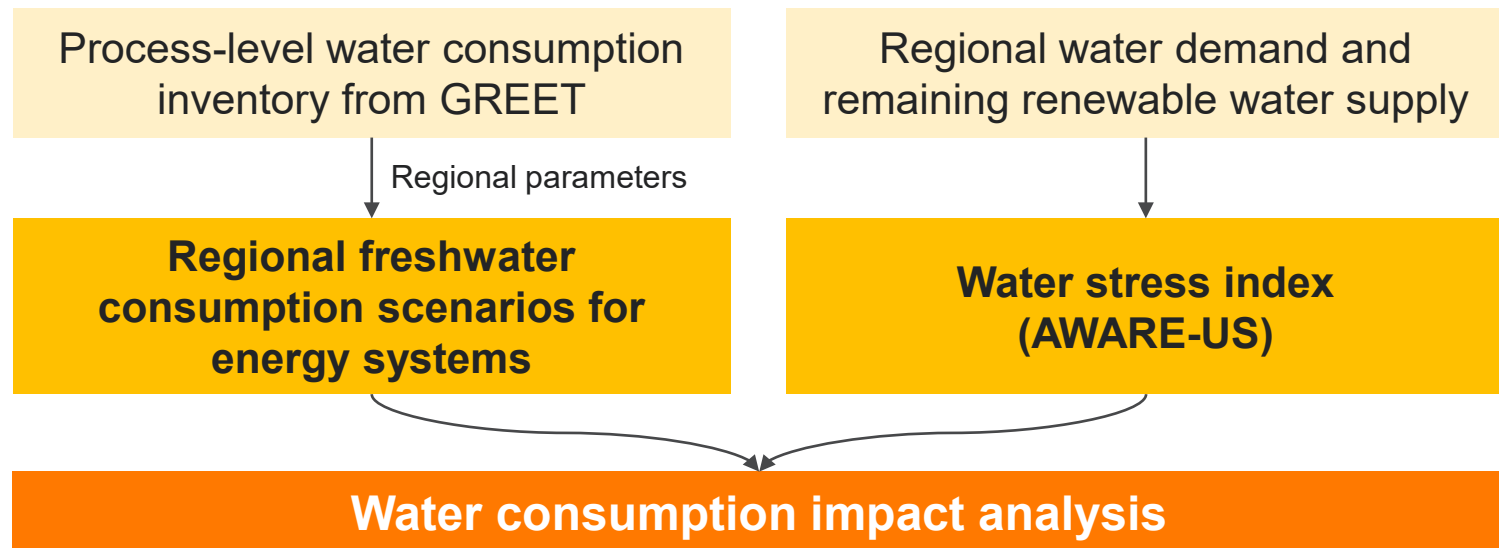 Process-level water consumption
inventory from GREET
Regional water demand and
remaining renewable water supply
Regional parameters
Regional freshwater
consumption scenarios for
energy systems
Water stress index
(AWARE-US)
Water consumption impact analysis